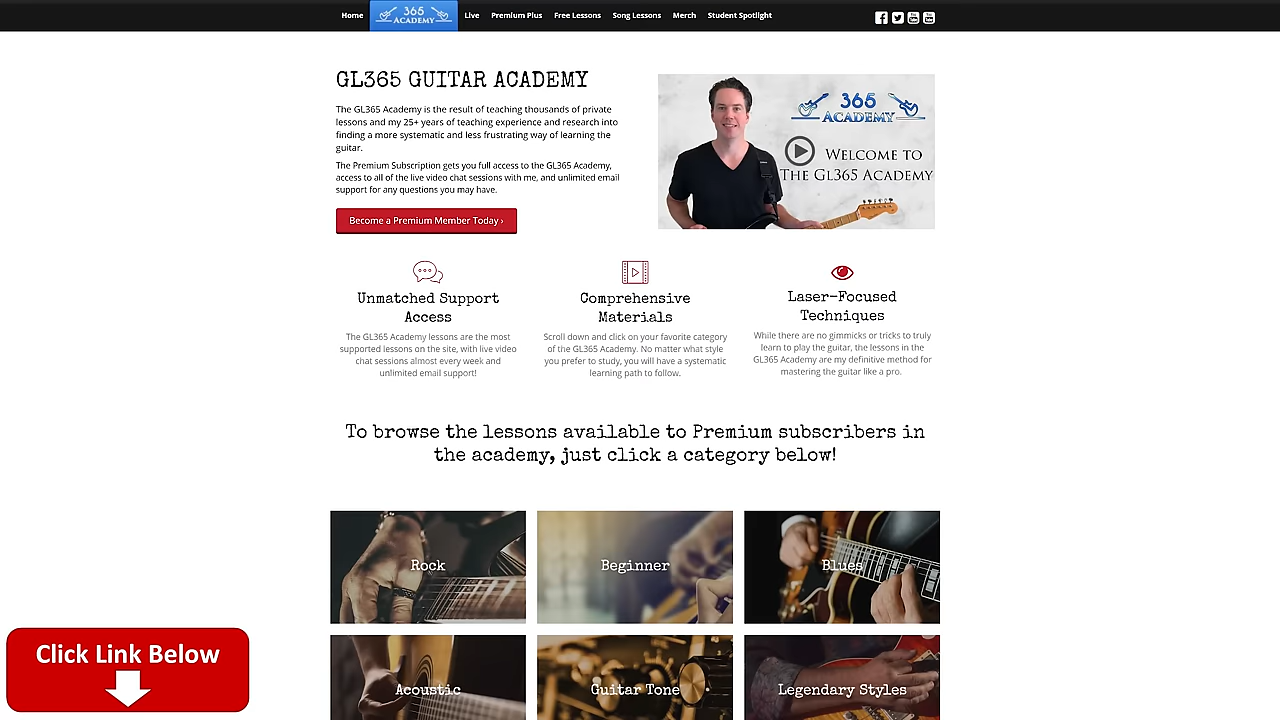 Home
365
ACADEMY
Live
Premium Plus
Free Lessons
Song Lessons
Merch
Student Spotlight
GL365 GUITAR ACADEMY
The GL365 Academy is the result of teaching thousands of private
lessons and my 25+ years of teaching experience and research into
finding a more systematic and less frustrating way of learning the
guitar.
The Premium Subscription gets you full access to the GL365 Academy,
access to all of the live video chat sessions with me, and unlimited email
support for any questions you may have.
Become a Premium Member Today ›
365
ACADEMY
WELCOME TO
THE GL365 ACADEMY
Unmatched Support
Access
The GL365 Academy lessons are the most
supported lessons on the site, with live video
chat sessions almost every week and
unlimited email support!
Comprehensive
Materials
Scroll down and click on your favorite category
of the GL365 Academy. No matter what style
you prefer to study, you will have a systematic
learning path to follow.
Laser-Focused
Techniques
While there are no gimmicks or tricks to truly
learn to play the guitar, the lessons in the
GL365 Academy are my definitive method for
mastering the guitar like a pro.
To browse the lessons available to Premium subscribers in
the academy, just click a category below!
Rock
Beginner
Blues
Acoustic
Guitar Tone
Legendary Styles
Click Link Below